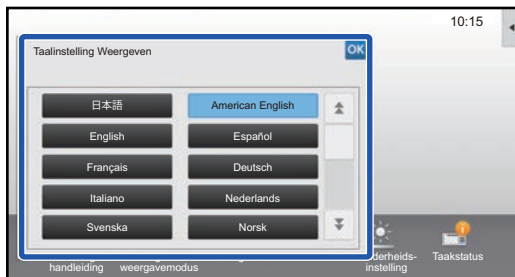 10:15
Taalinstelling Weergeven
OK
日本語
American English
English
Español
Français
Deutsch
Italiano
Nederlands
Svenska
Norsk
handleiding
weergavemodus
derheids-
instelling
Taakstatus